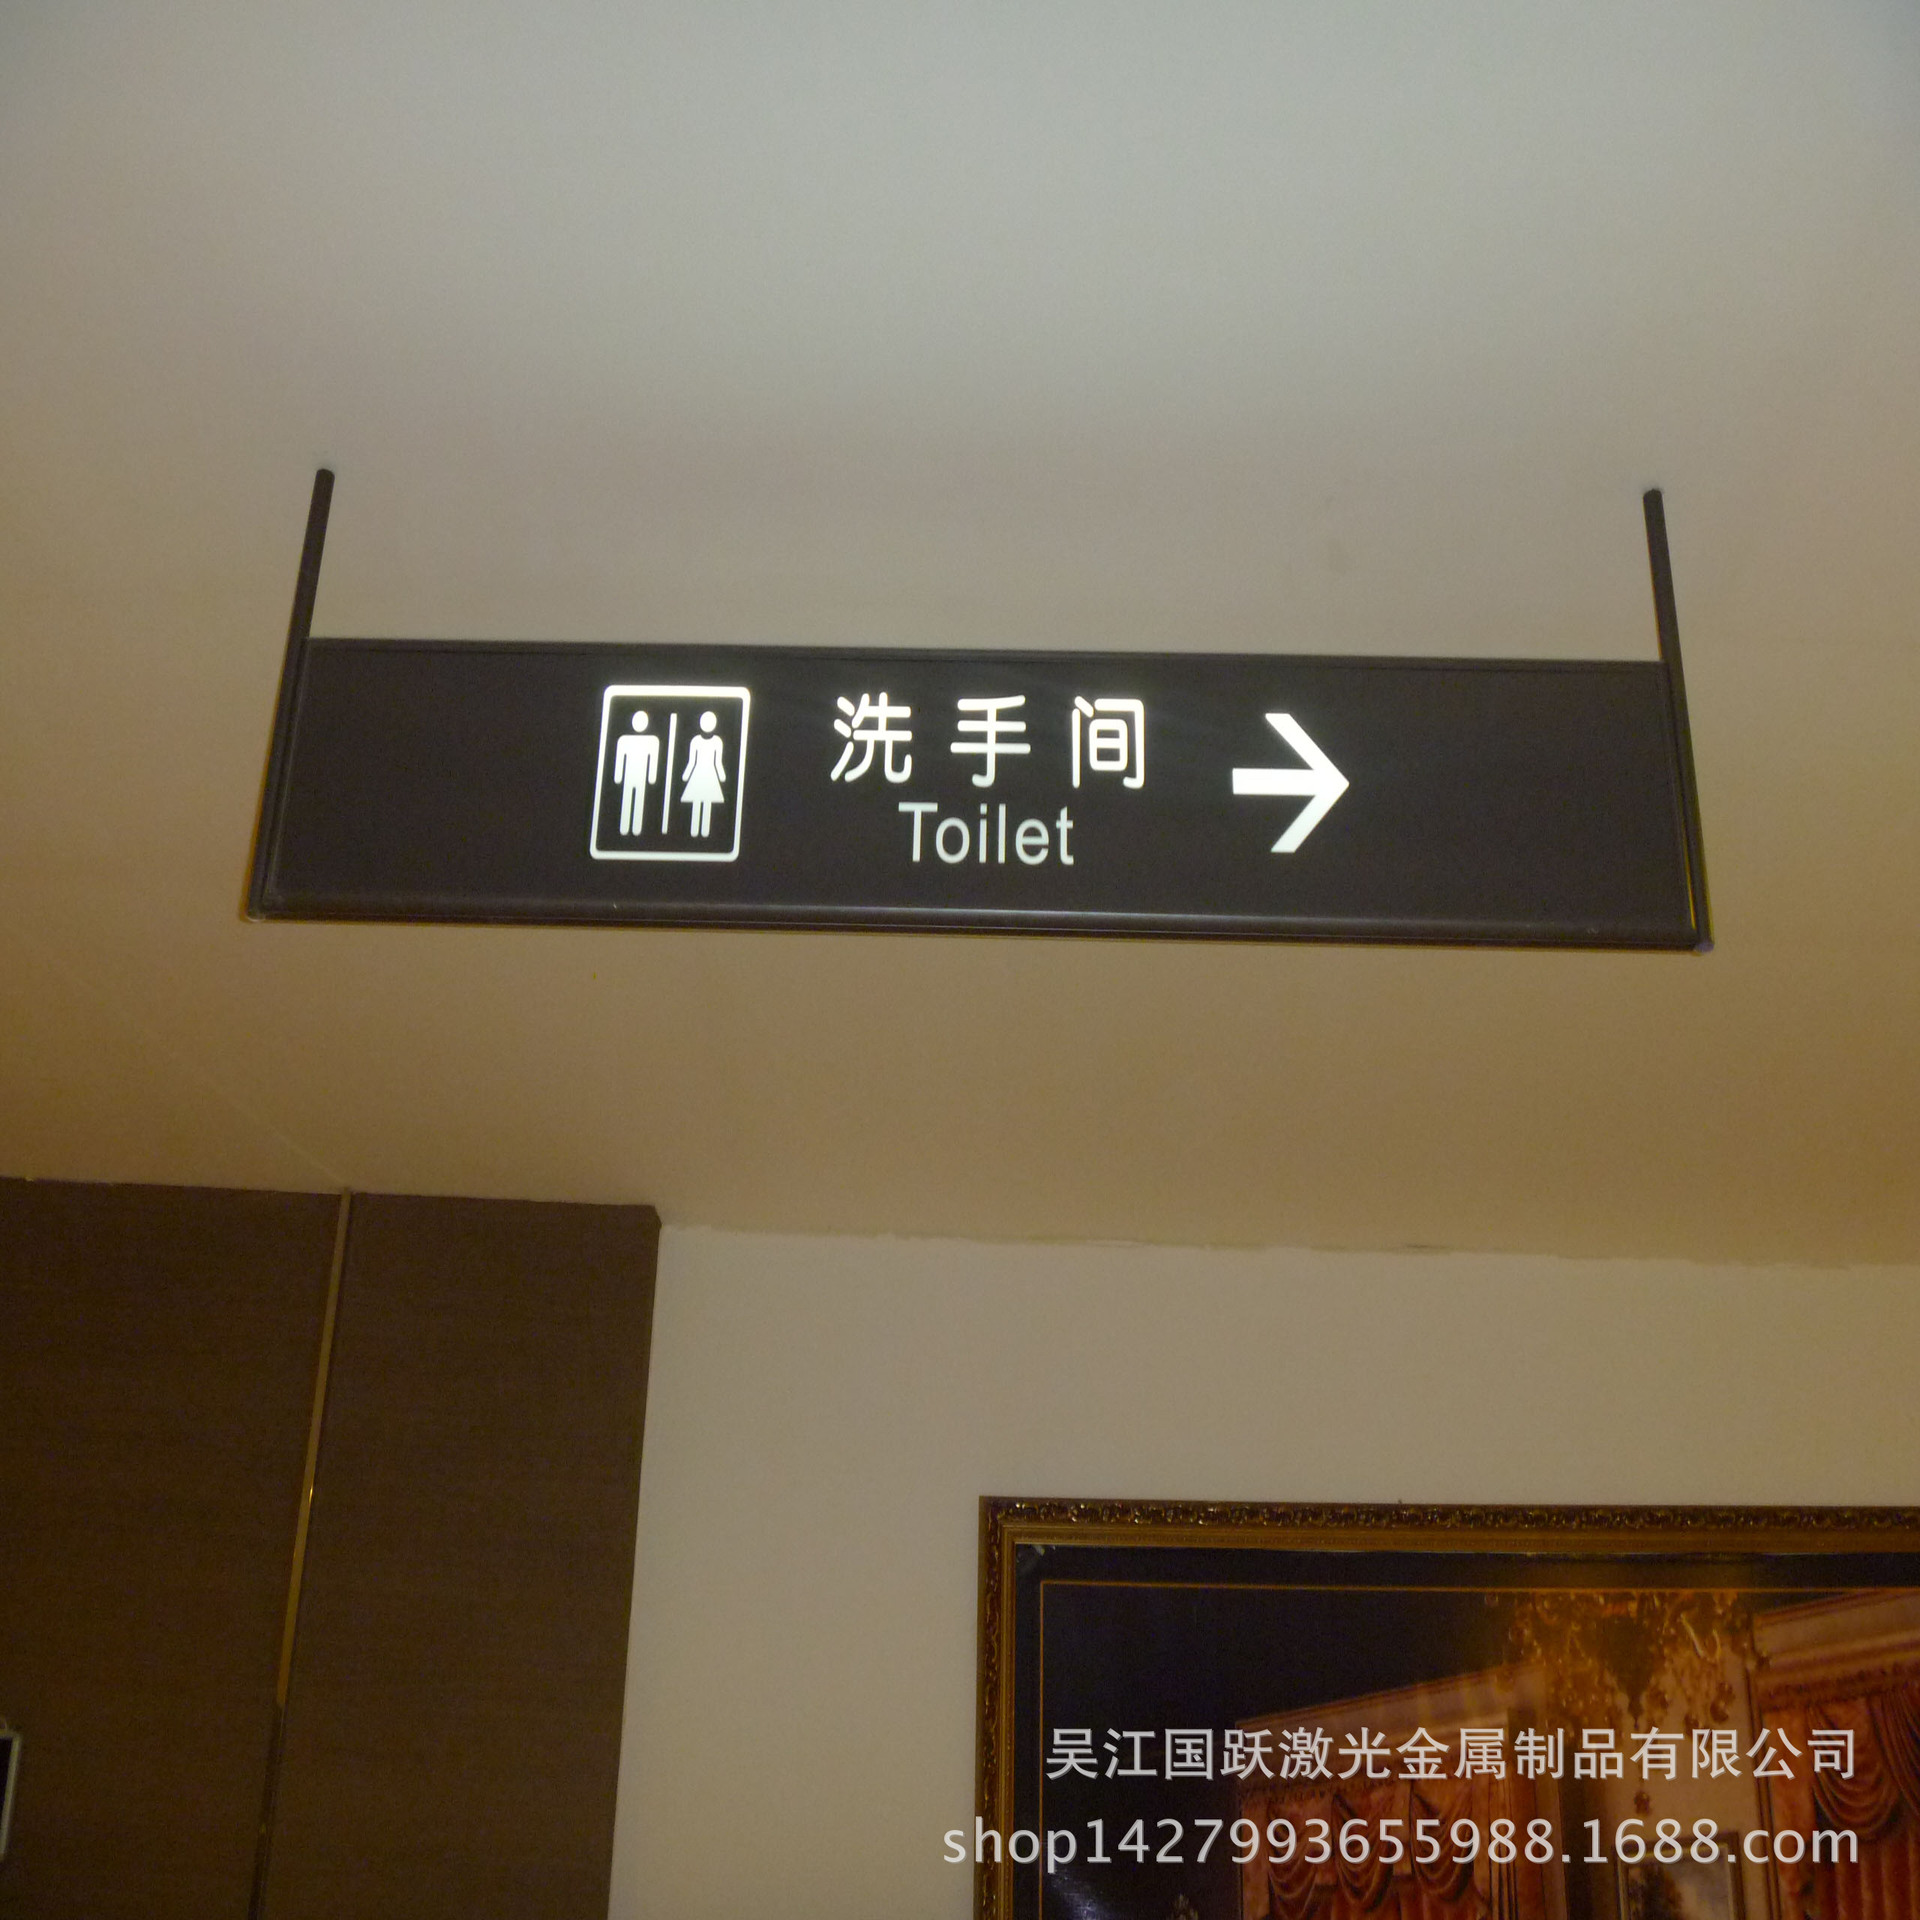 洗手间
Toilet
吴江国跃激光金属制品有限公司
shop1427993655988.1688.com